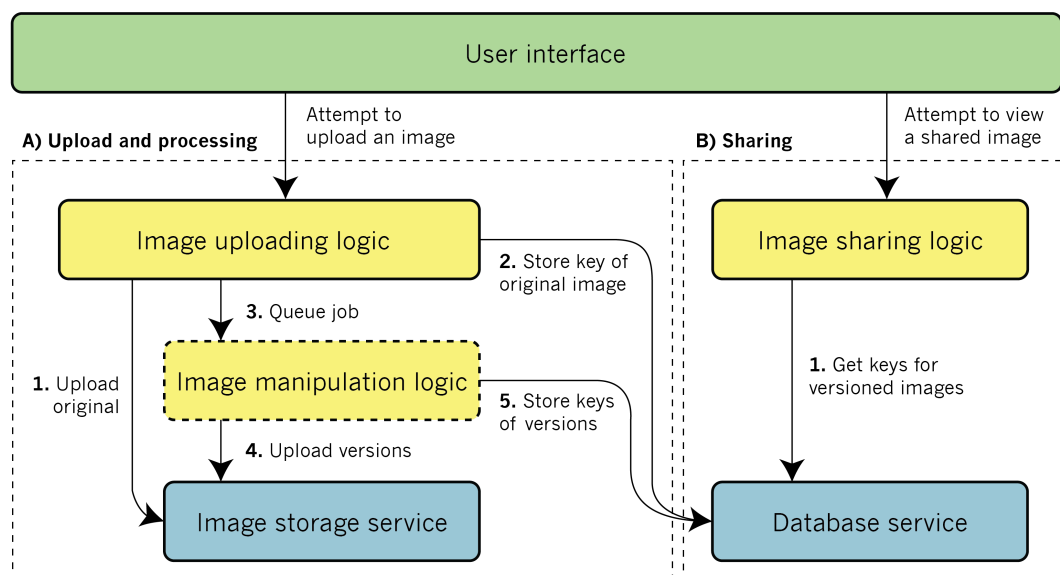 User interface
Attempt to
upload an image
Attempt to view
a shared image
A) Upload and processing
B) Sharing
Image uploading logic
Image sharing logic
2. Store key of
original image
3. Queue job
Image manipulation logic
1. Upload
original
1. Get keys for
versioned images
5. Store keys
of versions
4. Upload versions
Image storage service
Database service